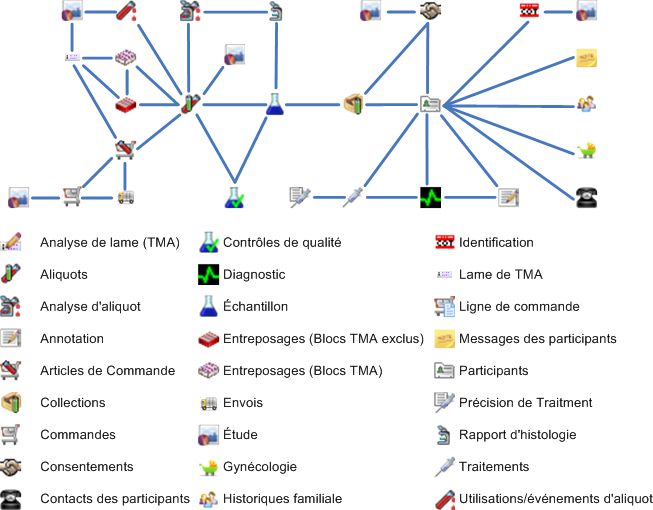 Analyse de lame (TMA)
Contrôles de qualité
Identification
Aliquots
Diagnostic
Lame de TMA
Analyse d'aliquot
Échantillon
Ligne de commande
Annotation
Entreposages (Blocs TMA exclus)
Messages des participants
Articles de Commande
Entreposages (Blocs TMA)
Participants
Collections
Envois
Précision de Traitment
Commandes
Étude
Rapport d'histologie
Consentements
Gynécologie
Traitements
Contacts des participants
Historiques familiale
Utilisations/événements d'aliquot